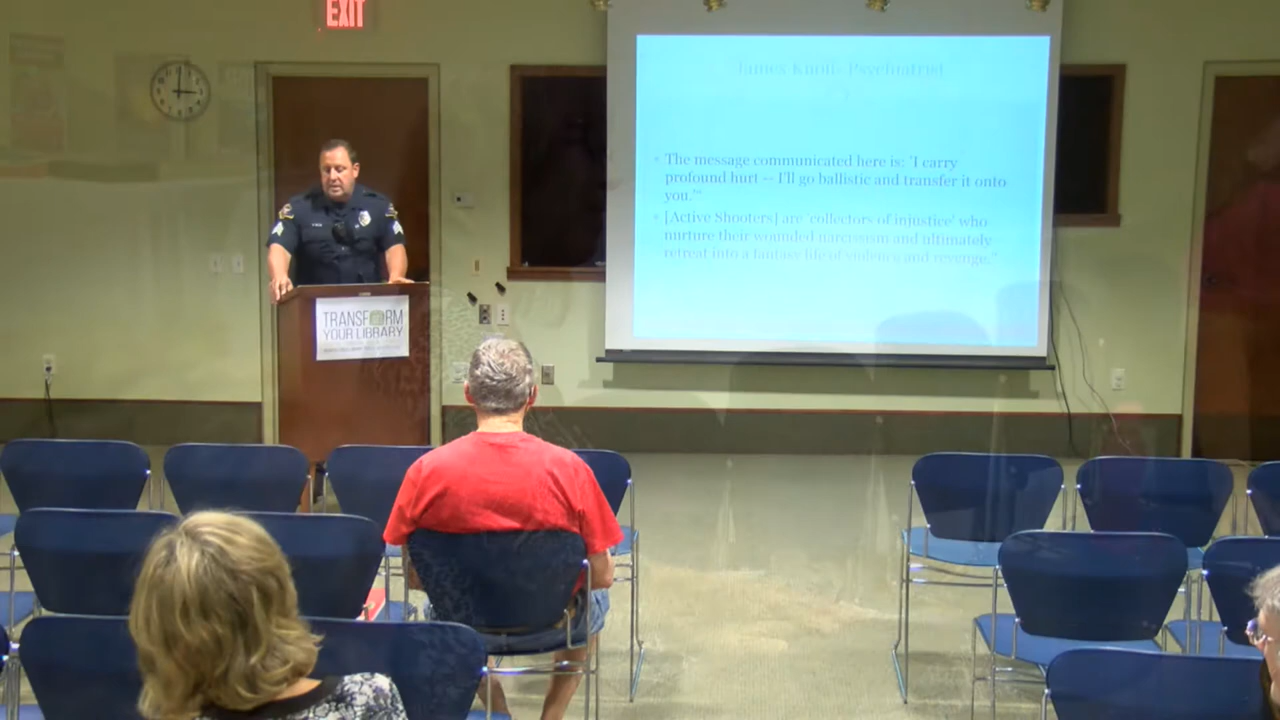 EXIT
James Knoll, Psychiatrist
The message communicated here is: 'I carry
profound hurt -- I'll go ballistic and transfer it onto
you.'"
[Active Shooters] are 'collectors of injustice' who
nurture their wounded narcissism and ultimately
retreat into a fantasy life of violence and revenge."
TRANSFORM
YOUR LIBRARY